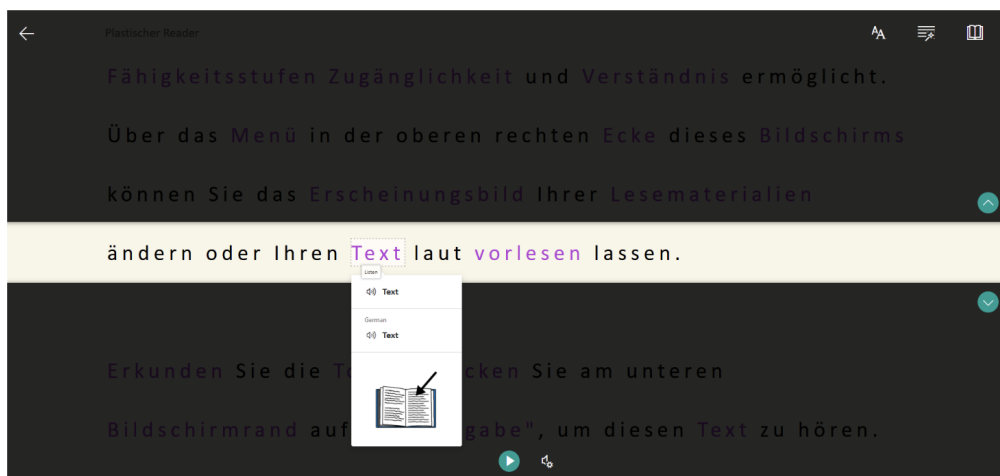 Plastischer Reader
Fähigkeitsstufen Zugänglichkeit und Verständnis ermöglicht.
Über das Menü in der oberen rechten Ecke dieses Bildschirms
können Sie das Erscheinungsbild Ihrer Lesematerialien
ändern oder Ihren Text laut vorlesen lassen.
Listen
Text
German
Text
Erkunden Sie die To cken Sie am unteren
Bildschirmrand auf gabe", um diesen Text zu hören.